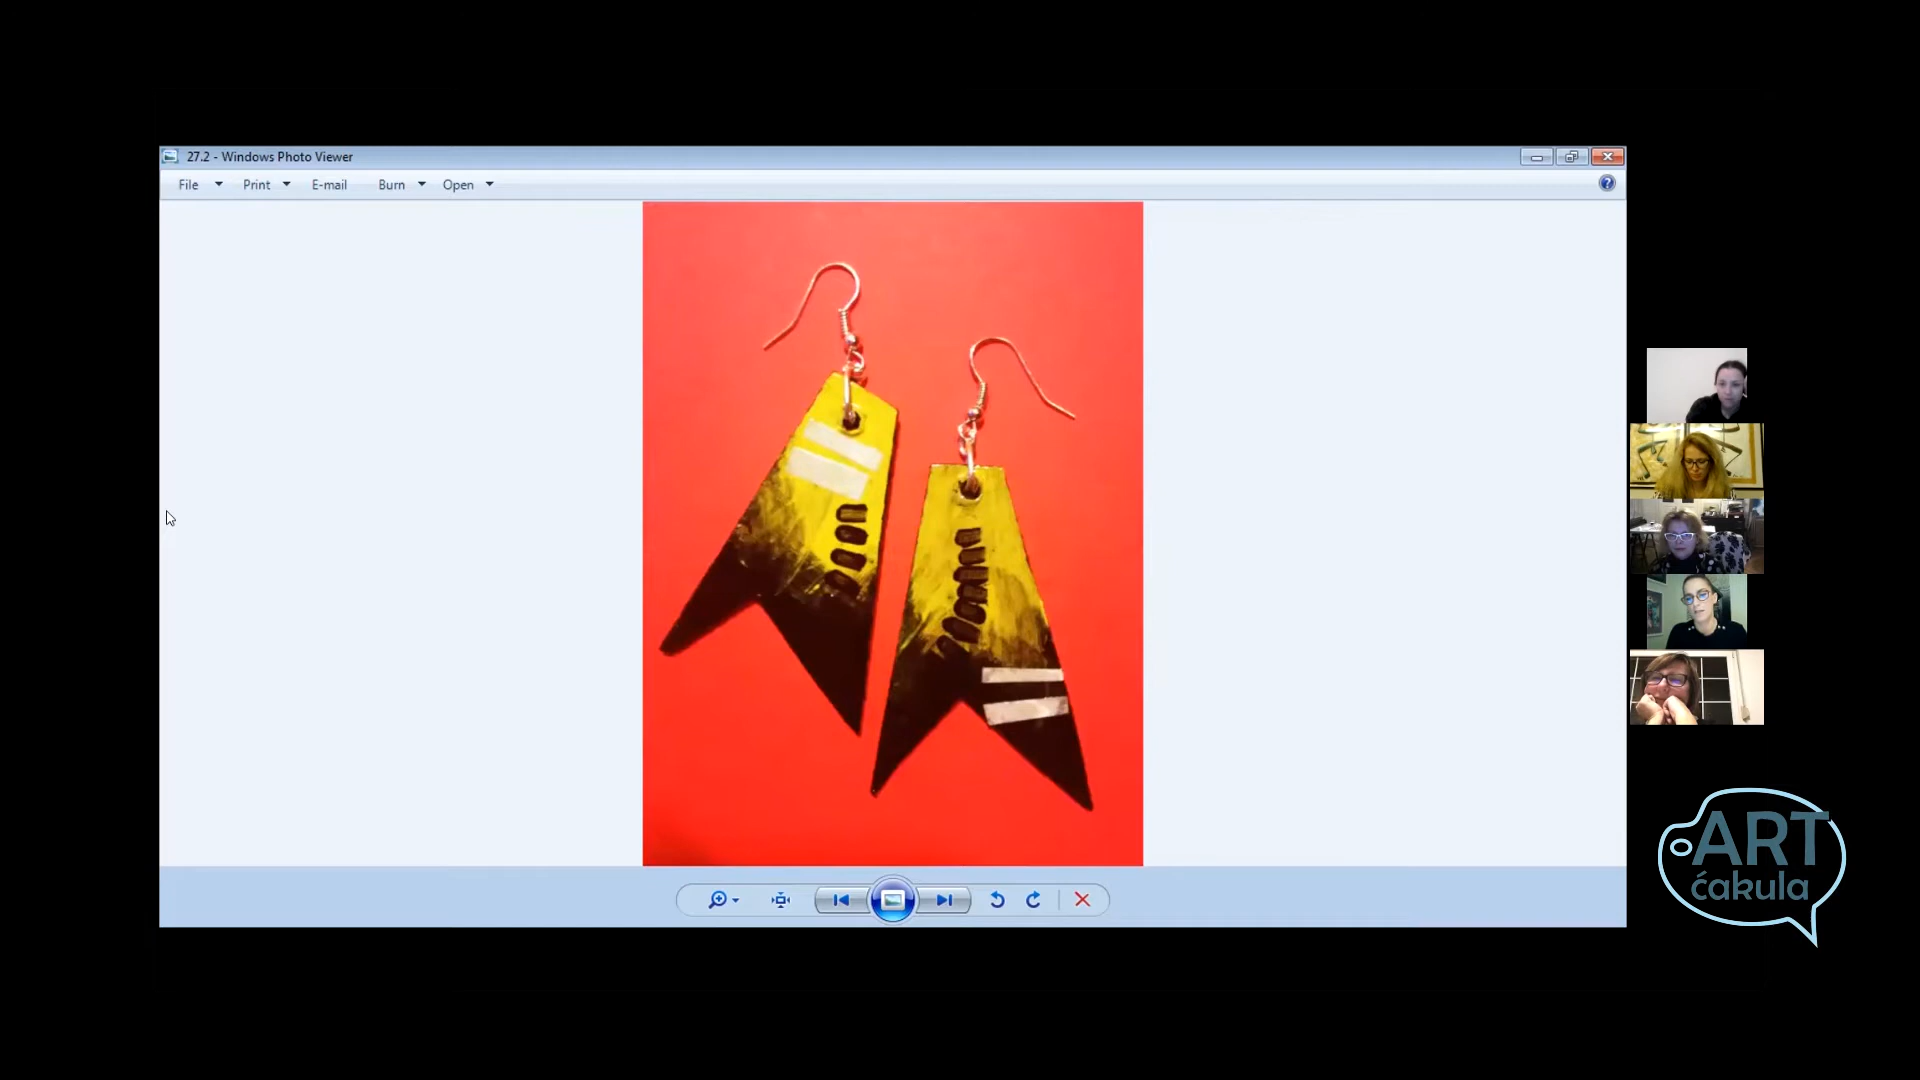 27.2 - Windows Photo Viewer
File Print E-mail Burn Open
ART
ćakula